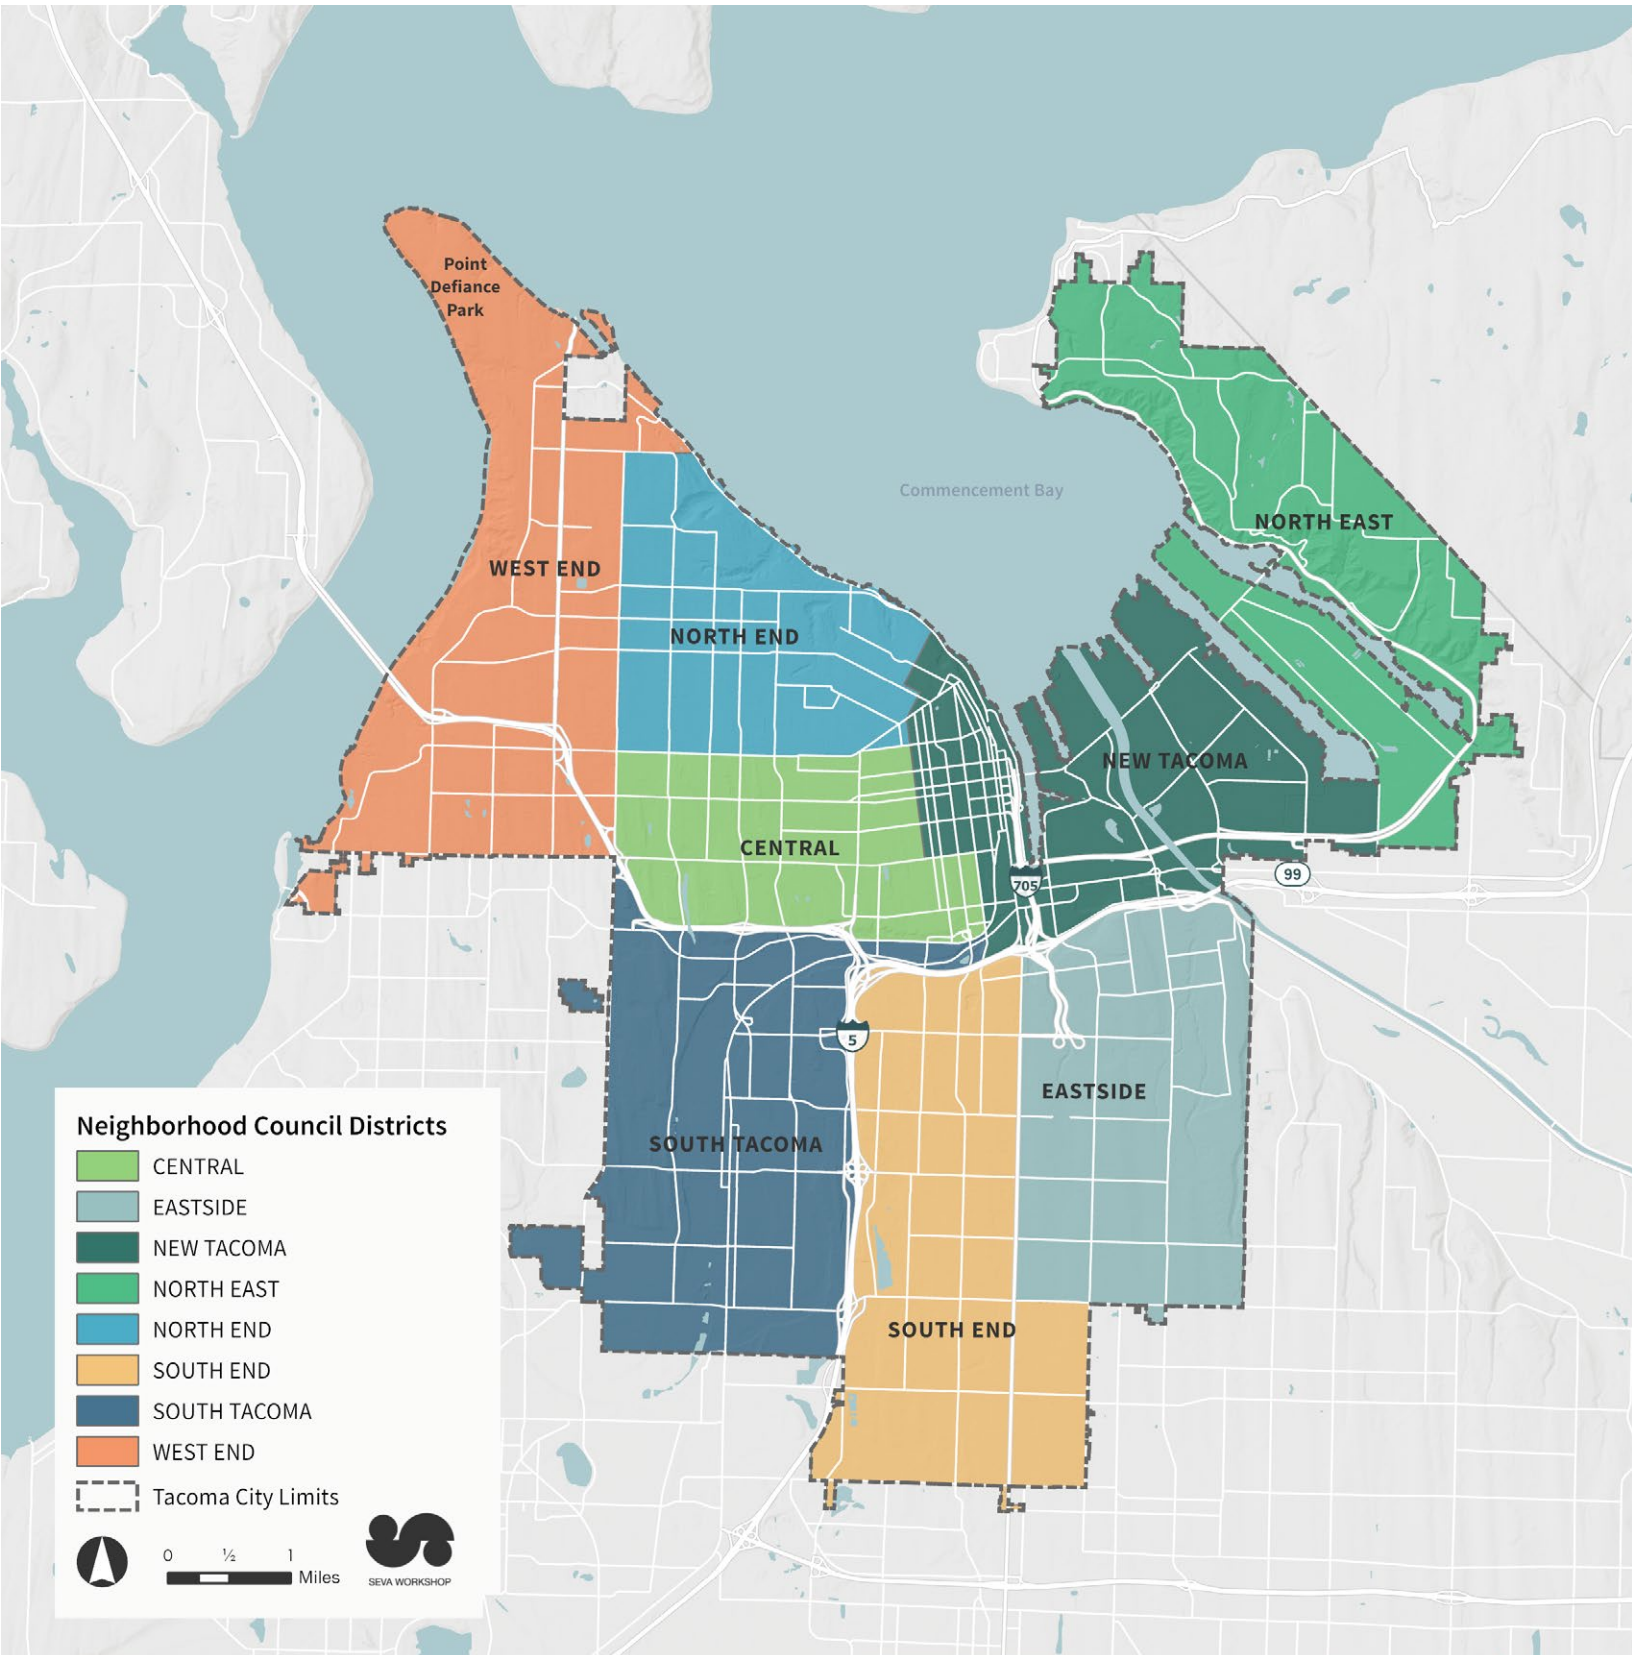 Point
Defiance
Park
Commencement Bay
NORTH EAST
WEST END
NORTH END
NEW TACOMA
CENTRAL
705
99
5
EASTSIDE
SOUTH TACOMA
SOUTH END
Neighborhood Council Districts
CENTRAL
EASTSIDE
NEW TACOMA
NORTH EAST
NORTH END
SOUTH END
SOUTH TACOMA
WEST END
Tacoma City Limits
0 ½ 1
Miles
SEVA WORKSHOP